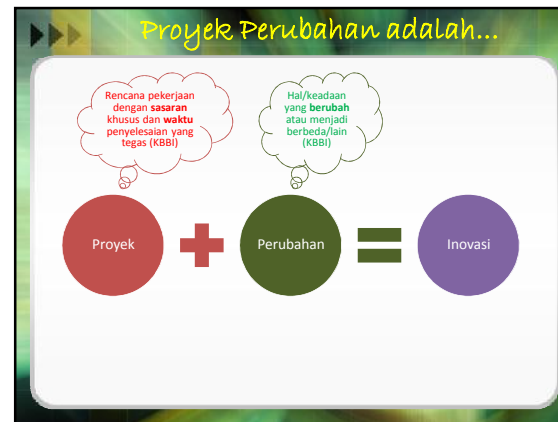 Proyek Perubahan adalah...
Rencana pekerjaan
dengan sasaran
khusus dan waktu
penyelesaian yang
tegas (KBBI)
Hal/keadaan
yang berubah
atau menjadi
berbeda/lain
(KBBI)
Proyek
Perubahan
Inovasi